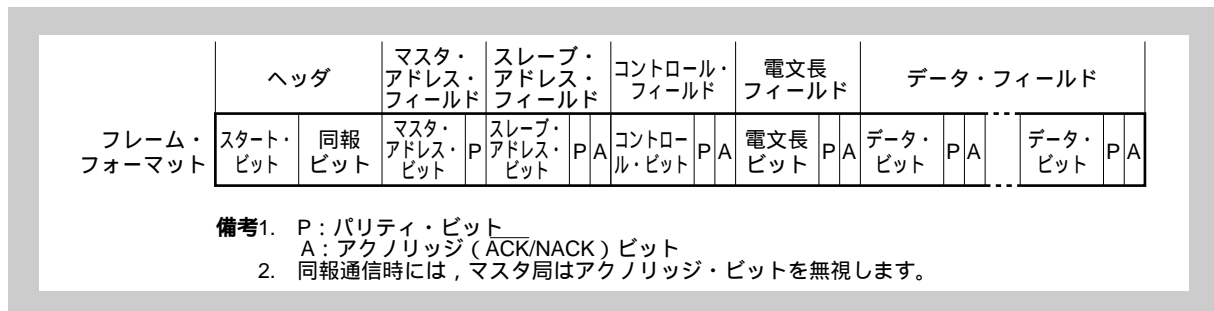 ヘッダ
マスタ・
アドレス・
フィールド
スレーブ・
アドレス・
フィールド
コントロール・
フィールド
電文長
フィールド
データ・フィールド
フレーム・
フォーマット
スタート・
ビット
同報
ビット
マスタ・
アドレス・
ビット
P
スレーブ・
アドレス・
ビット
P
A
コントロー
ル・ビット
P
A
電文長
ビット
P
A
データ・
ビット
P
A
データ・
ビット
P
A
備考1. P:パリティ・ビット
A:アクノリッジ(ACK/NACK)ビット
2. 同報通信時には,マスタ局はアクノリッジ・ビットを無視します。